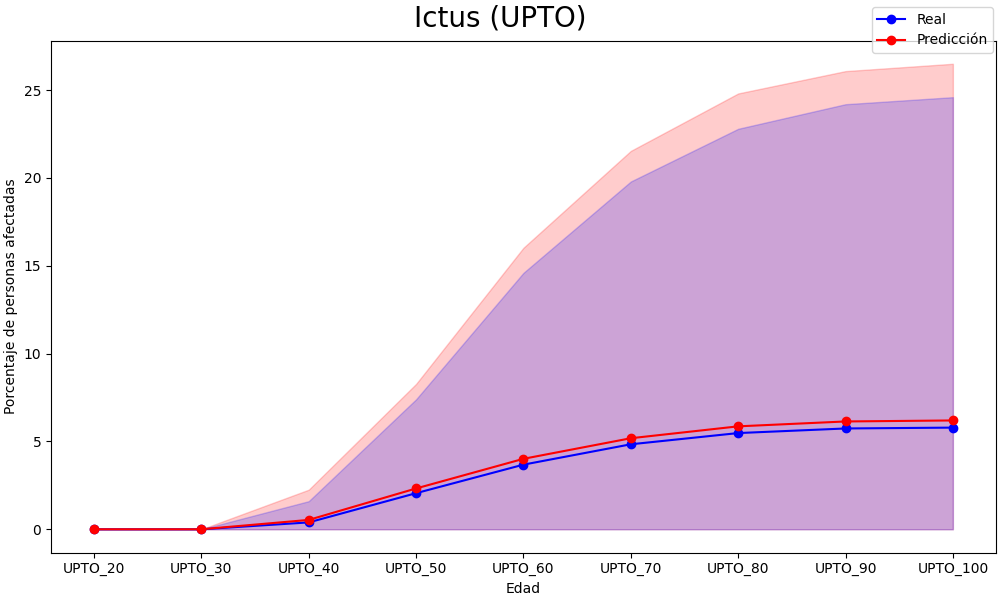 Ictus (UPTO)
Real
Predicción
Porcentaje de personas afectadas
25
20
15
10
5
0
UPTO_20 UPTO_30 UPTO_40 UPTO_50 UPTO_60 UPTO_70 UPTO_80 UPTO_90 UPTO_100
Edad